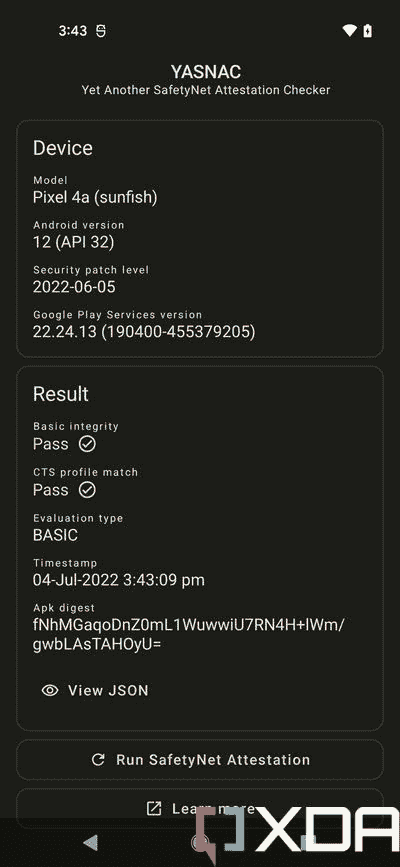 3:43
YASNAC
Yet Another SafetyNet Attestation Checker
Device
Model
Pixel 4a (sunfish)
Android version
12 (API 32)
Security patch level
2022-06-05
Google Play Services version
22.24.13 (190400-455379205)
Result
Basic integrity
Pass
CTS profile match
Pass
Evaluation type
BASIC
Timestamp
04-Jul-2022 3:43:09 pm
Apk digest
fNhMGaqoDnZ0mL1WuwwiU7RN4H+lWm/
gwbLAsTAHOyU=
View JSON
Run SafetyNet Attestation
Learn more
XDA